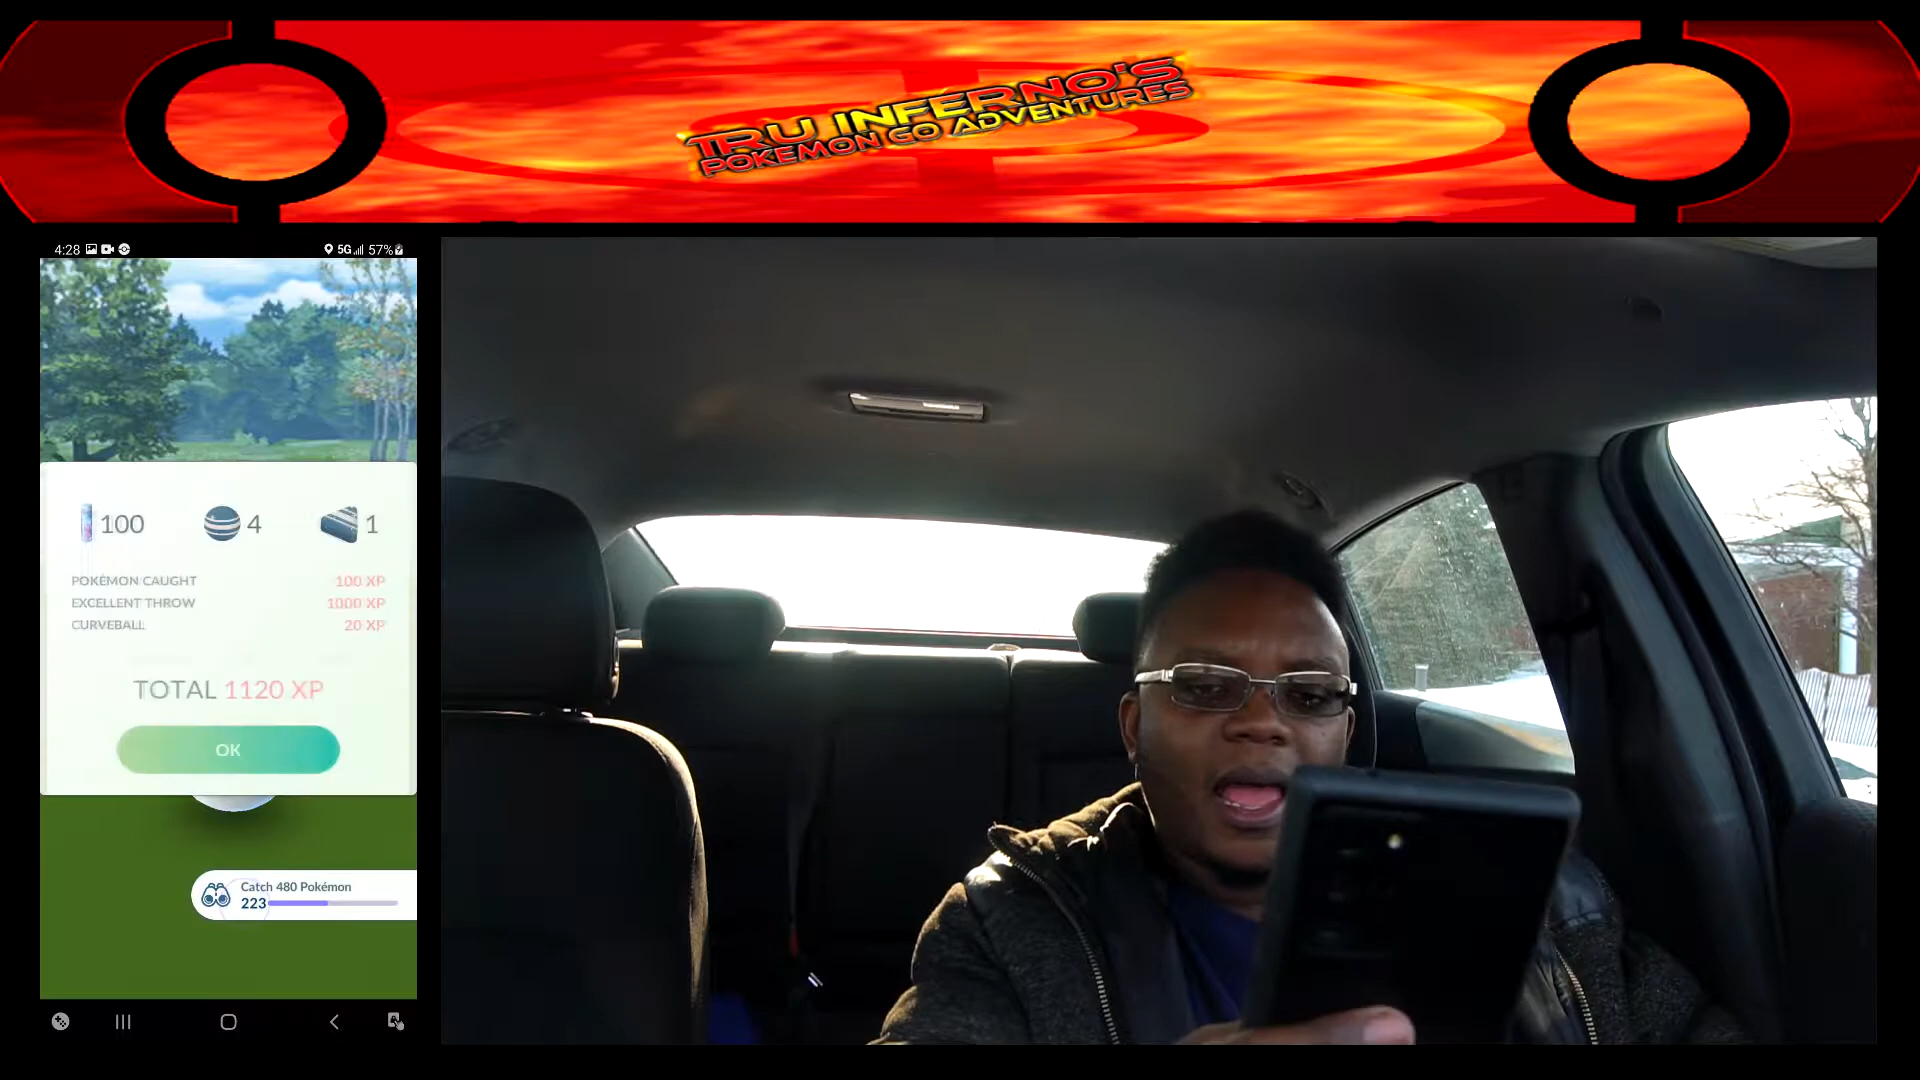 TRU INFERNO'S
POKEMON GO ADVENTURES
4:28 5G 57%
100 4 1
POKÉMON CAUGHT 100 XP
EXCELLENT THROW 1000 XP
CURVEBALL 20 XP
TOTAL 1120 XP
OK
Catch 480 Pokémon
223